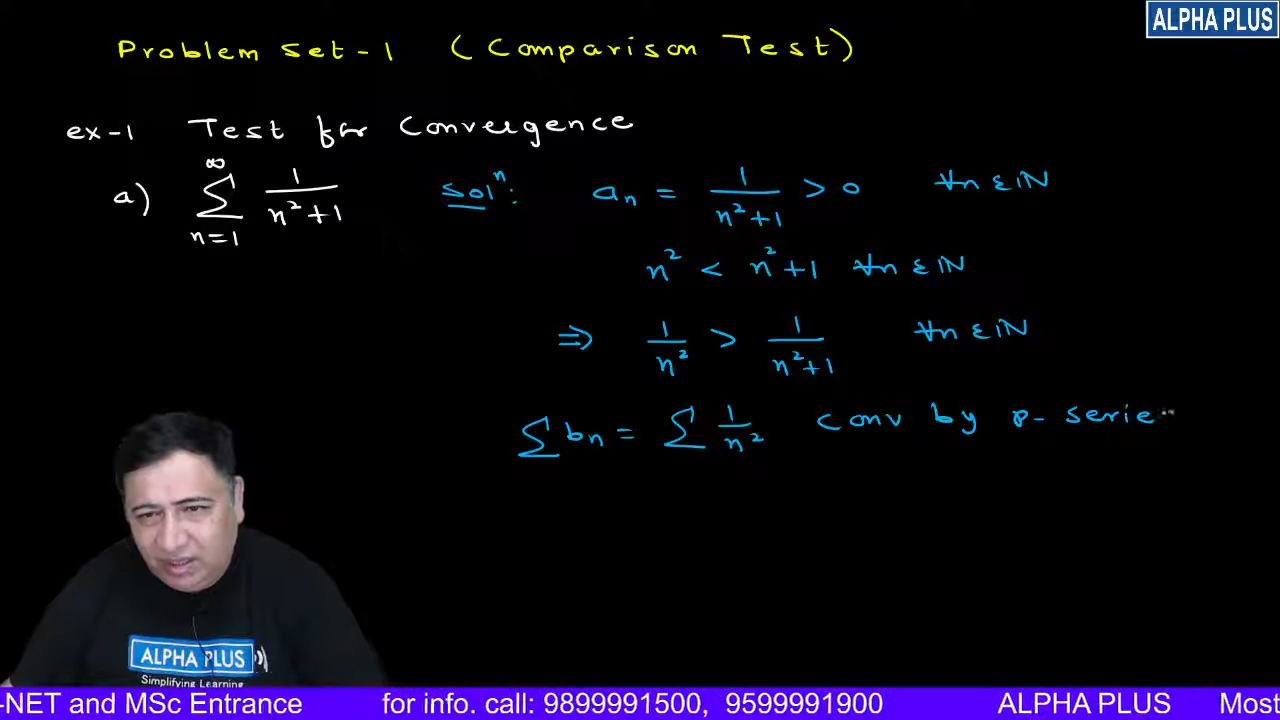 ALPHA PLUS
Problem set-1 (Comparison Test)
ex-1 Test for Convergence
a) ∞ ∑ n=1 1/(n²+1) solⁿ: aₙ = 1/(n²+1) > 0 ∀n ∈ ℕ
n² < n²+1 ∀n ∈ ℕ
⇒ 1/n² > 1/(n²+1) ∀n ∈ ℕ
∑bₙ = ∑ 1/n² conv by p-serie
ALPHA PLUS
Simplifying Learning
-NET and MSc Entrance for info. call: 9899991500, 9599991900 ALPHA PLUS Most